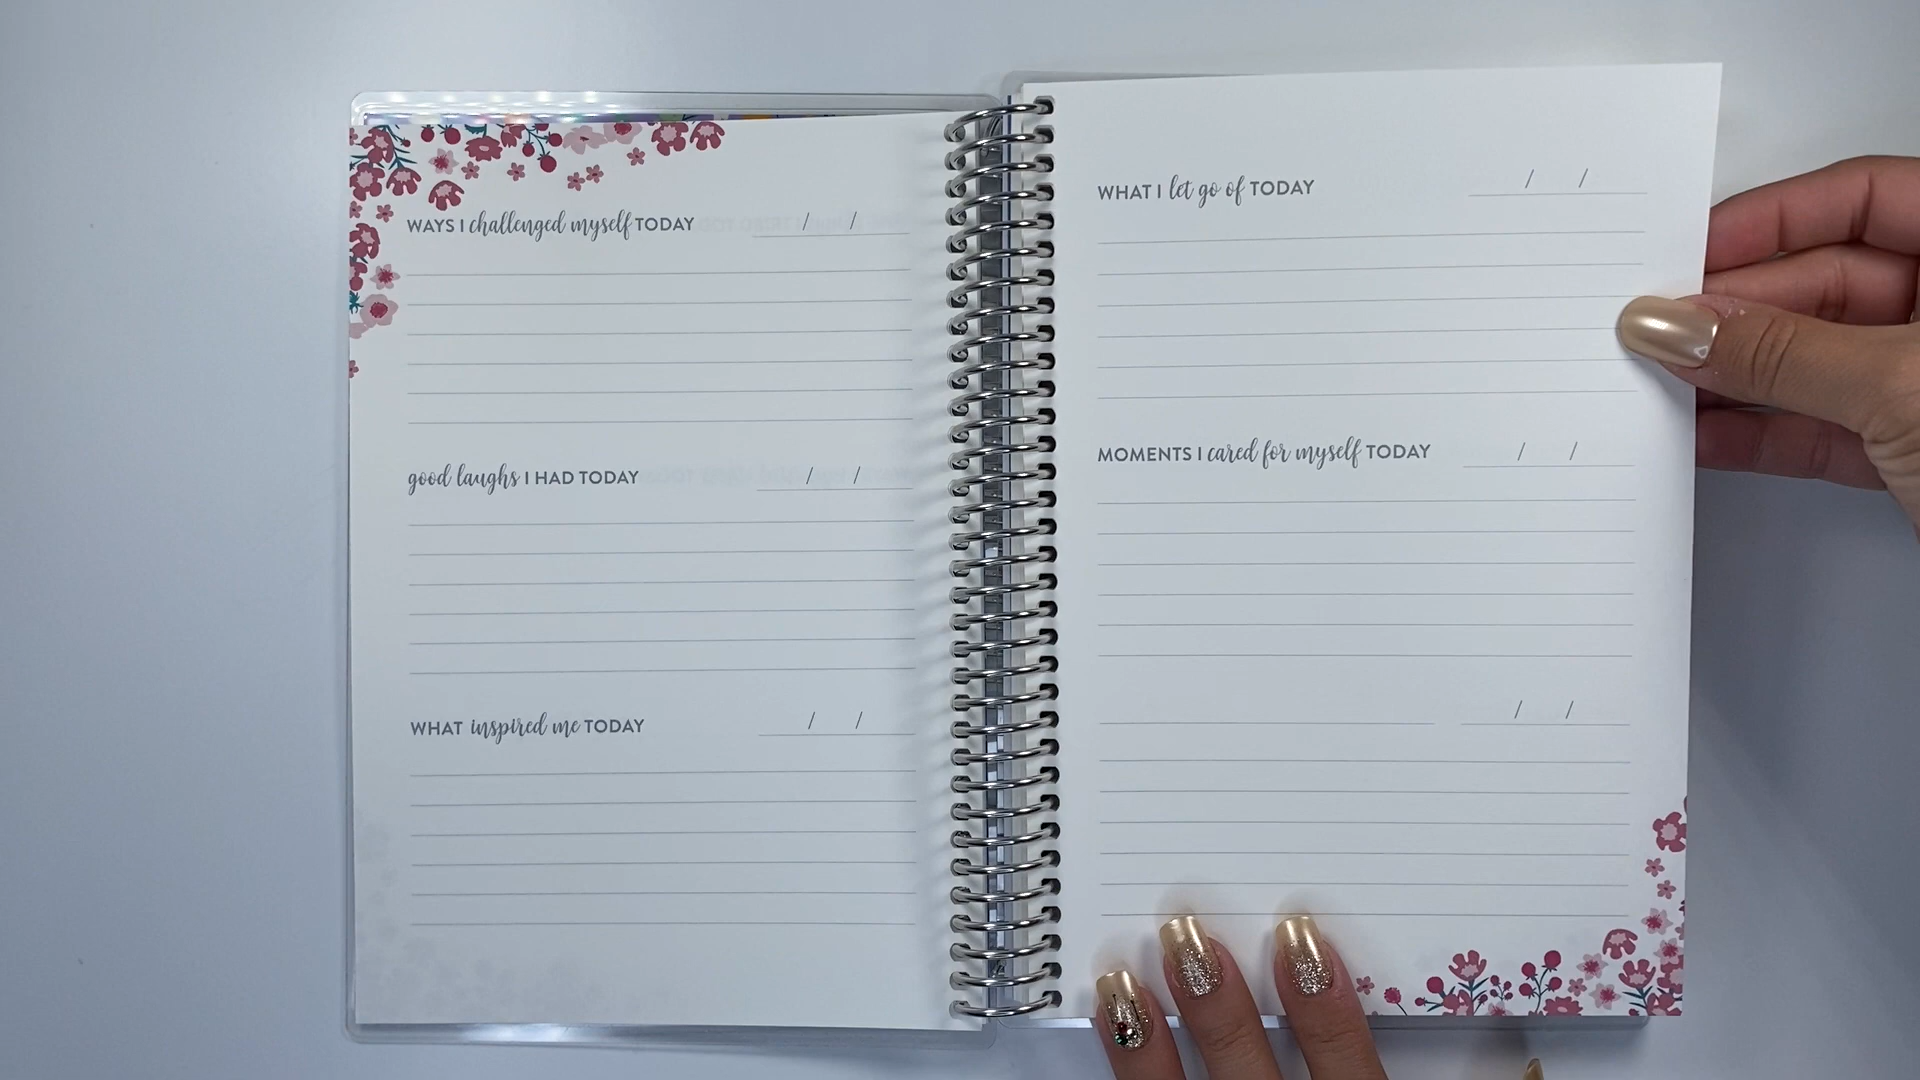 WAYS I challenged myself TODAY / /
good laughs I HAD TODAY / /
WHAT inspired me TODAY / /
WHAT I let go of TODAY / /
MOMENTS I cared for myself TODAY / /
/ /